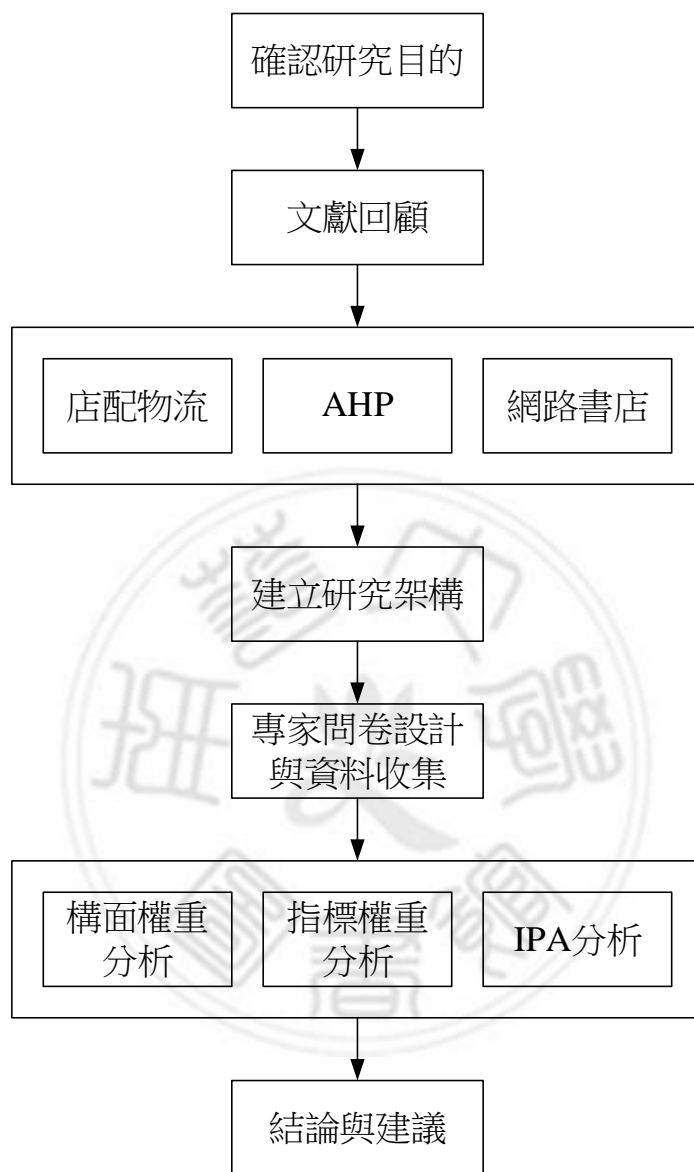 確認研究目的
文獻回顧
店配物流
AHP
網路書店
建立研究架構
專家問卷設計
與資料收集
構面權重
分析
指標權重
分析
IPA分析
結論與建議